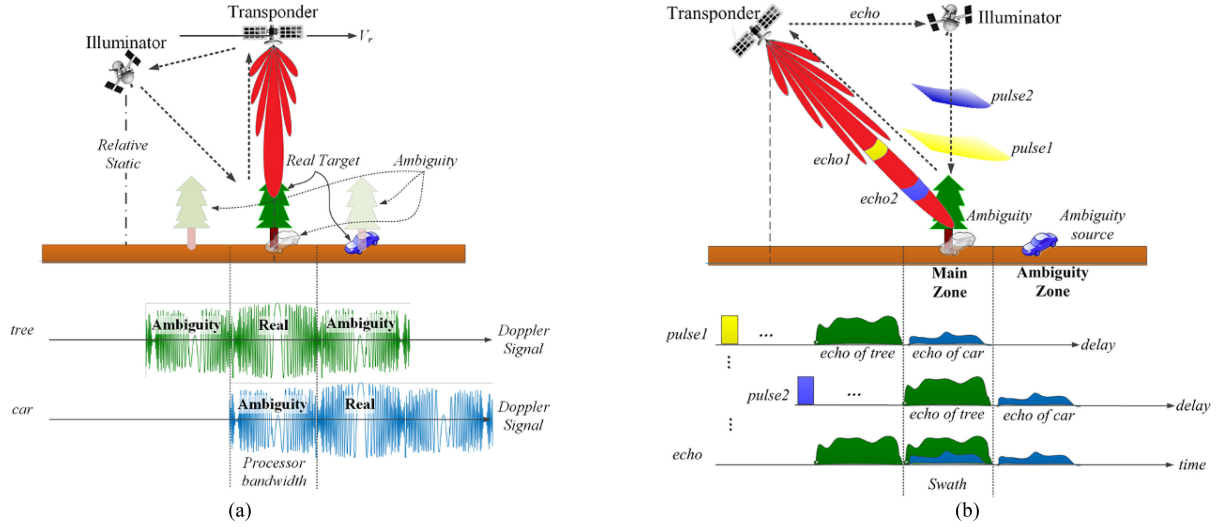 Transponder
Illuminator
V_r
Relative
Static
Real Target
Ambiguity
Ambiguity
Real
Ambiguity
tree
Doppler
Signal
Ambiguity
Real
car
Doppler
Signal
Processor
bandwidth
(a)
Transponder
echo
Illuminator
pulse2
pulse1
echo1
echo2
Ambiguity
Ambiguity
source
Main
Zone
Ambiguity
Zone
pulse1
...
echo of tree
echo of car
delay
...
pulse2
...
echo of tree
echo of car
delay
...
echo
time
Swath
(b)